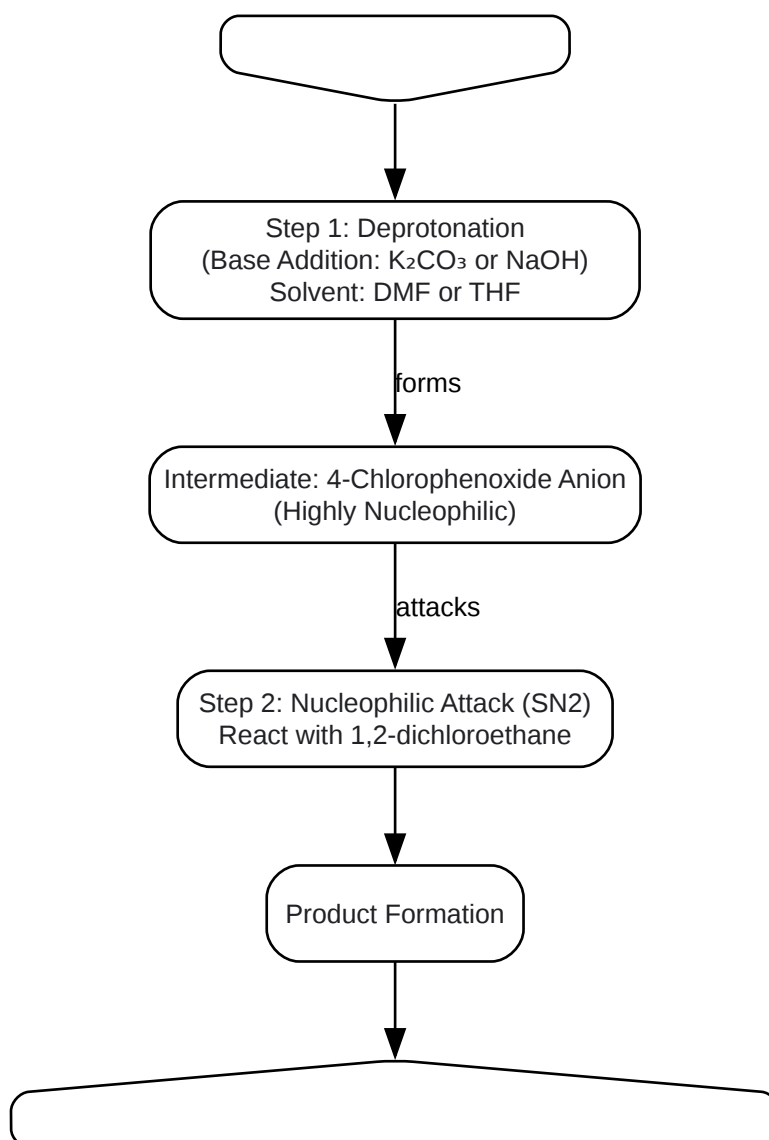 Step 1: Deprotonation
(Base Addition: K₂CO₃ or NaOH)
Solvent: DMF or THF
forms
Intermediate: 4-Chlorophenoxide Anion
(Highly Nucleophilic)
attacks
Step 2: Nucleophilic Attack (SN2)
React with 1,2-dichloroethane
Product Formation